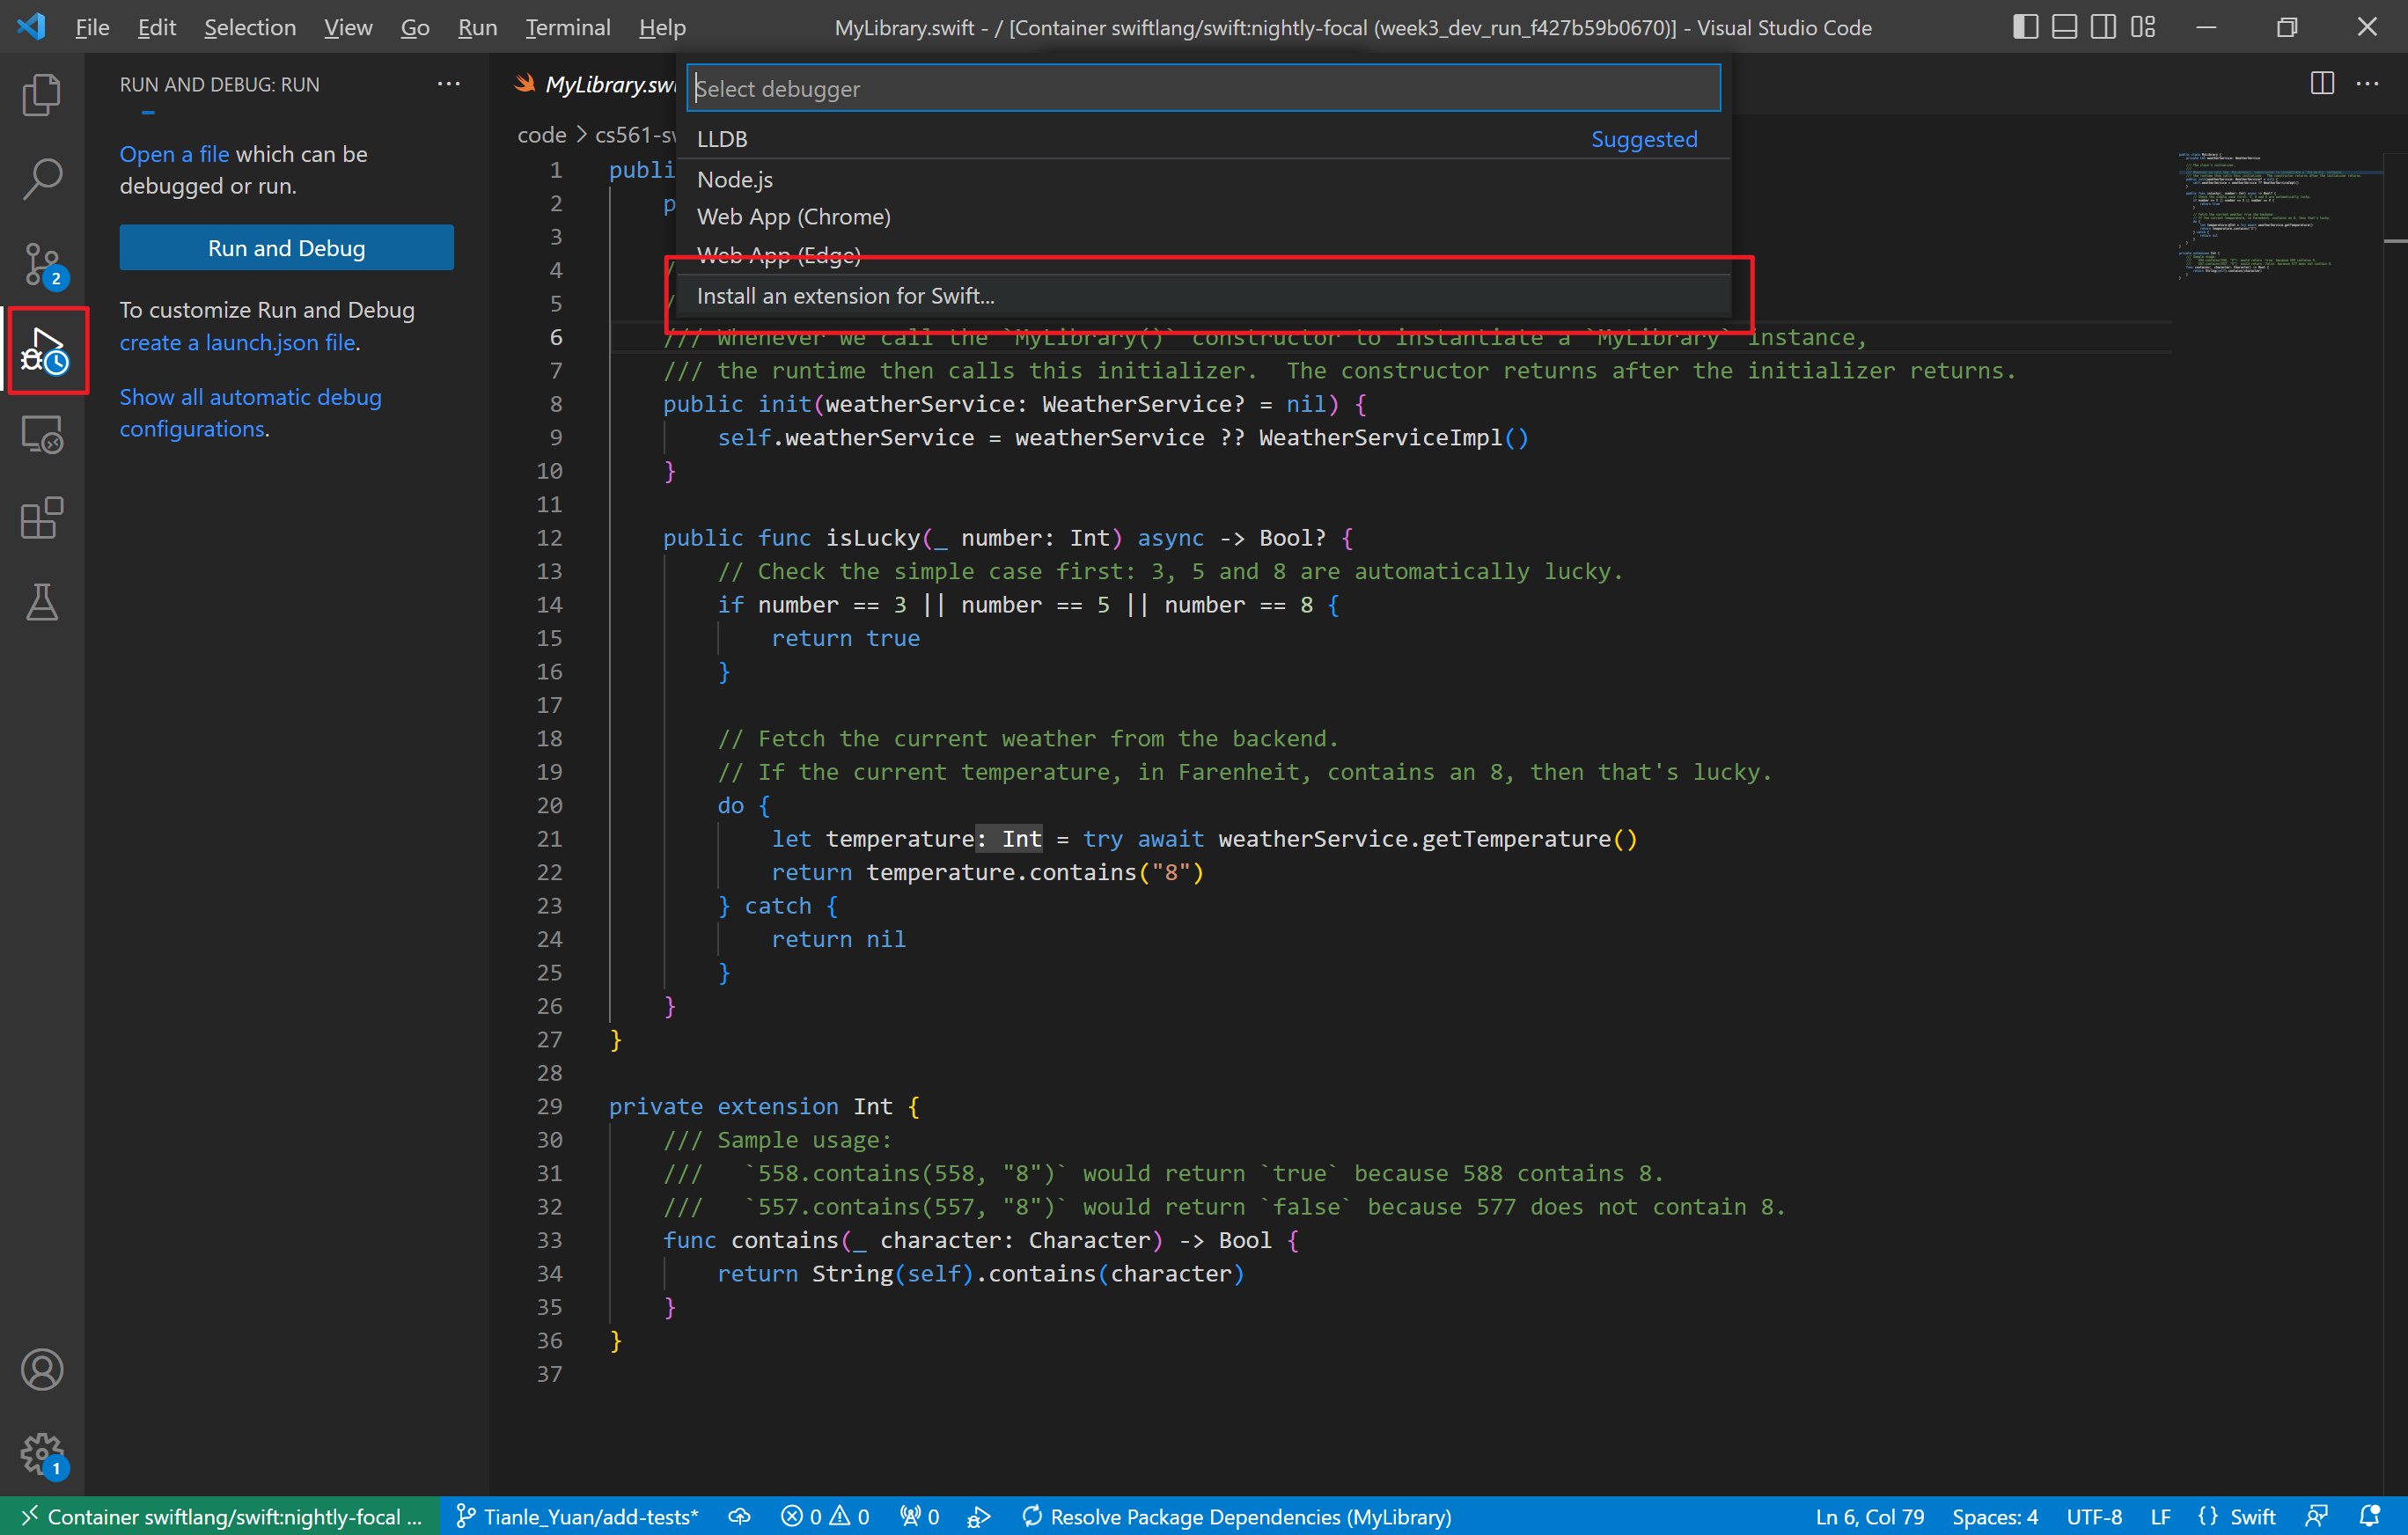 File Edit Selection View Go Run Terminal Help
MyLibrary.swift - / [Container swiftlang/swift:nightly-focal (week3_dev_run_f427b59b0670)] - Visual Studio Code
RUN AND DEBUG: RUN
Open a file which can be
debugged or run.
Run and Debug
To customize Run and Debug
create a launch.json file.
Show all automatic debug
configurations.
2
1
MyLibrary.swi
Select debugger
LLDB Suggested
Node.js
Web App (Chrome)
Web App (Edge)
Install an extension for Swift...
code > cs561-sw
1 publi
2 p
3
4 /
5 /
6 /// Whenever we call the `MyLibrary()` constructor to instantiate a `MyLibrary` instance,
7 /// the runtime then calls this initializer.  The constructor returns after the initializer returns.
8 public init(weatherService: WeatherService? = nil) {
9 self.weatherService = weatherService ?? WeatherServiceImpl()
10 }
11
12 public func isLucky(_ number: Int) async -> Bool? {
13 // Check the simple case first: 3, 5 and 8 are automatically lucky.
14 if number == 3 || number == 5 || number == 8 {
15 return true
16 }
17
18 // Fetch the current weather from the backend.
19 // If the current temperature, in Farenheit, contains an 8, then that's lucky.
20 do {
21 let temperature: Int = try await weatherService.getTemperature()
22 return temperature.contains("8")
23 } catch {
24 return nil
25 }
26 }
27 }
28
29 private extension Int {
30 /// Sample usage:
31 ///   `558.contains(558, "8")` would return `true` because 588 contains 8.
32 ///   `557.contains(557, "8")` would return `false` because 577 does not contain 8.
33 func contains(_ character: Character) -> Bool {
34 return String(self).contains(character)
35 }
36 }
37
Container swiftlang/swift:nightly-focal ... Tianle_Yuan/add-tests* 0 0 0 Resolve Package Dependencies (MyLibrary) Ln 6, Col 79 Spaces: 4 UTF-8 LF {} Swift